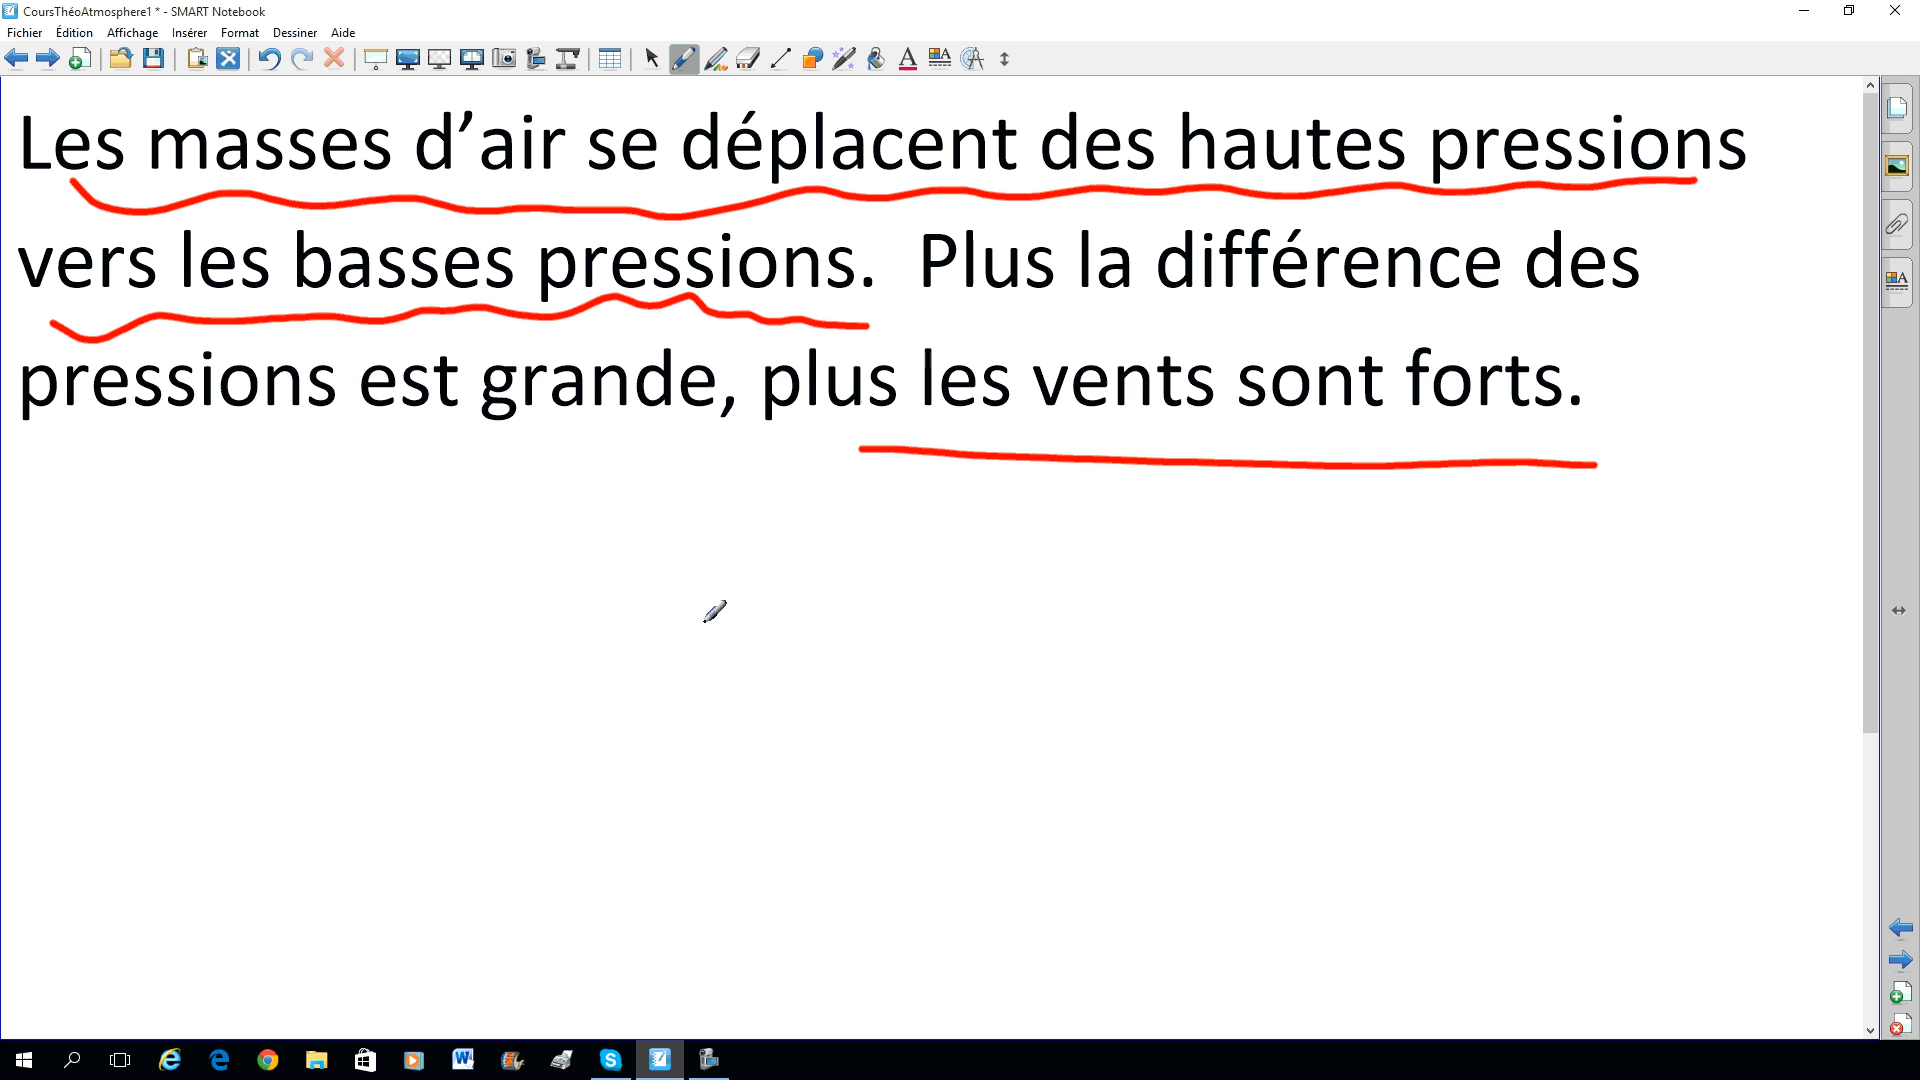 CoursThéoAtmosphere1 * - SMART Notebook
Fichier Édition Affichage Insérer Format Dessiner Aide
Les masses d’air se déplacent des hautes pressions
vers les basses pressions.  Plus la différence des
pressions est grande, plus les vents sont forts.